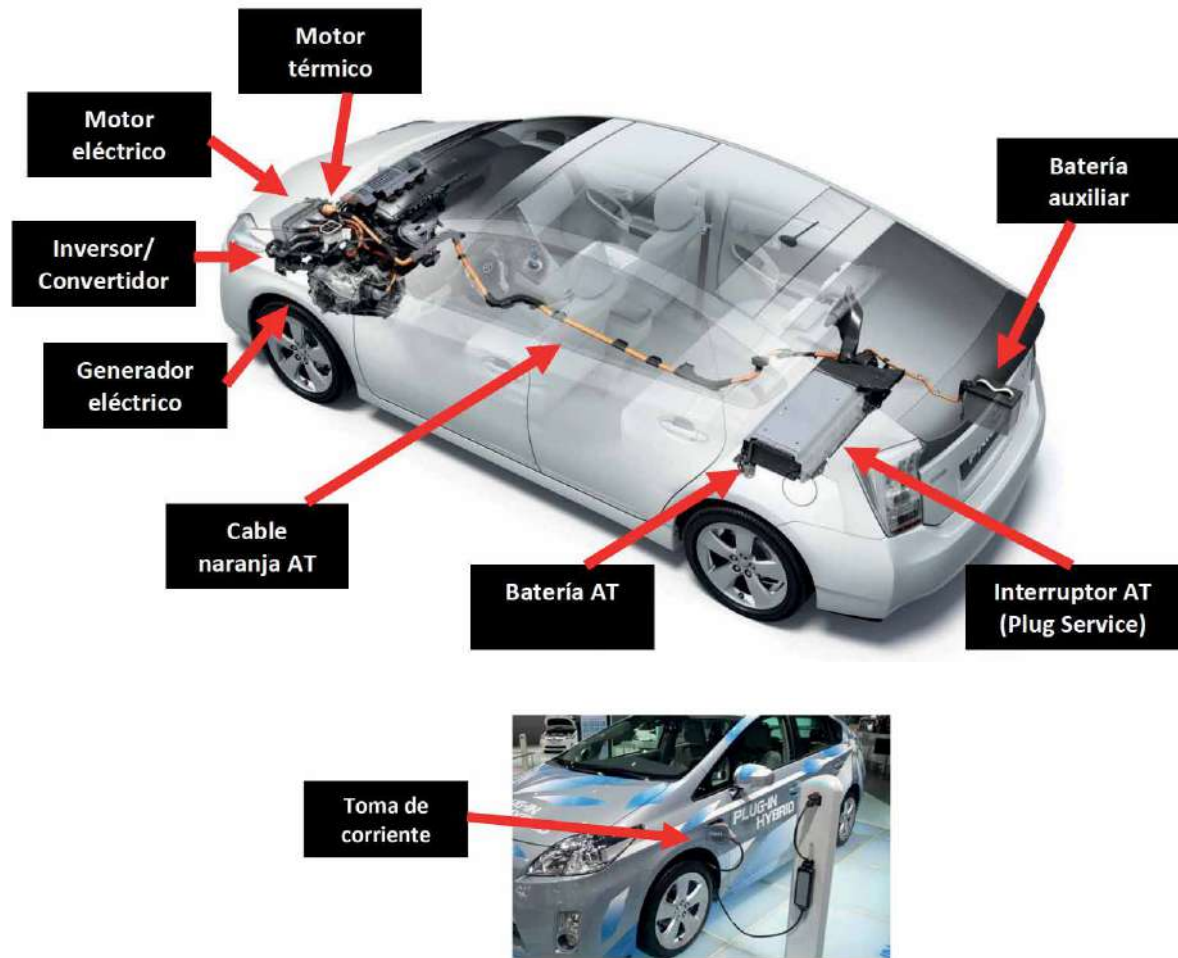 Motor
térmico
Motor
eléctrico
Batería
auxiliar
Inversor/
Convertidor
Generador
eléctrico
Cable
naranja AT
Batería AT
Interruptor AT
(Plug Service)
Toma de
corriente
PLUG-IN
HYBRID